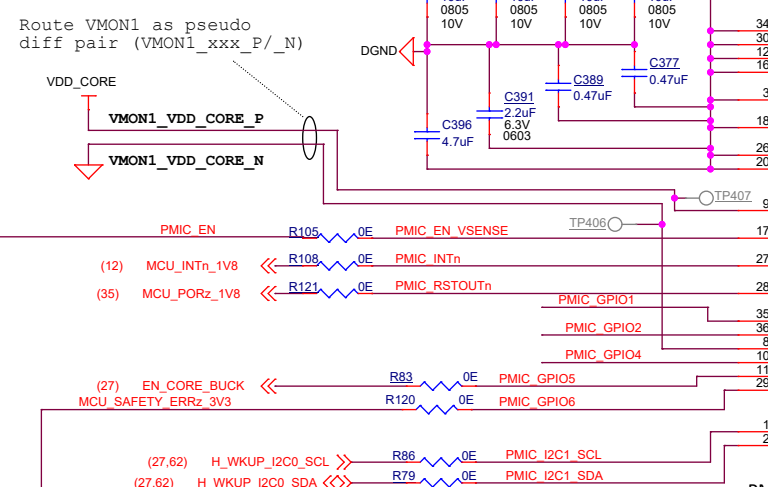 0805 0805 0805
10V 10V 10V
34
Route VMON1 as pseudo
diff pair (VMON1_xxx_P/_N)
30
DGND
12
16
C377
0.47uF
VDD_CORE
C389
0.47uF
C391
2.2uF
6.3V
0603
3
VMON1_VDD_CORE_P
C396
4.7uF
18
VMON1_VDD_CORE_N
26
20
TP407
9
TP406
PMIC_EN R105 0E PMIC_EN_VSENSE 17
(12) MCU_INTn_1V8 R108 0E PMIC_INTn 27
(35) MCU_PORz_1V8 R121 0E PMIC_RSTOUTn 28
PMIC_GPIO1
35
PMIC_GPIO2 36
8
PMIC_GPIO4 10
11
(27) EN_CORE_BUCK R83 0E PMIC_GPIO5
29
MCU_SAFETY_ERRz_3V3 R120 0E PMIC_GPIO6
1
2
(27,62) H_WKUP_I2C0_SCL R86 0E PMIC_I2C1_SCL
(27,62) H_WKUP_I2C0_SDA R79 0E PMIC_I2C1_SDA